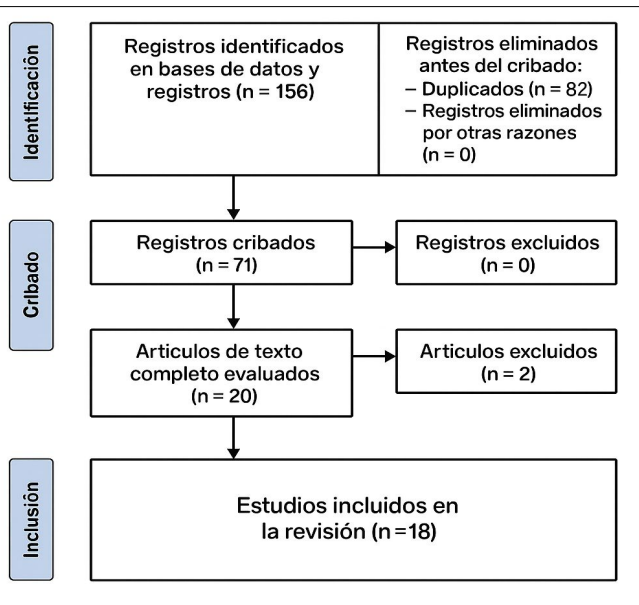 Identificación
Registros identificados
en bases de datos y
registros (n = 156)
Registros eliminados
antes del cribado:
– Duplicados (n = 82)
– Registros eliminados
por otras razones
(n = 0)
Cribado
Registros cribados
(n = 71)
Registros excluidos
(n = 0)
Articulos de texto
completo evaluados
(n = 20)
Articulos excluidos
(n = 2)
Inclusión
Estudios incluidos en
la revisión (n =18)